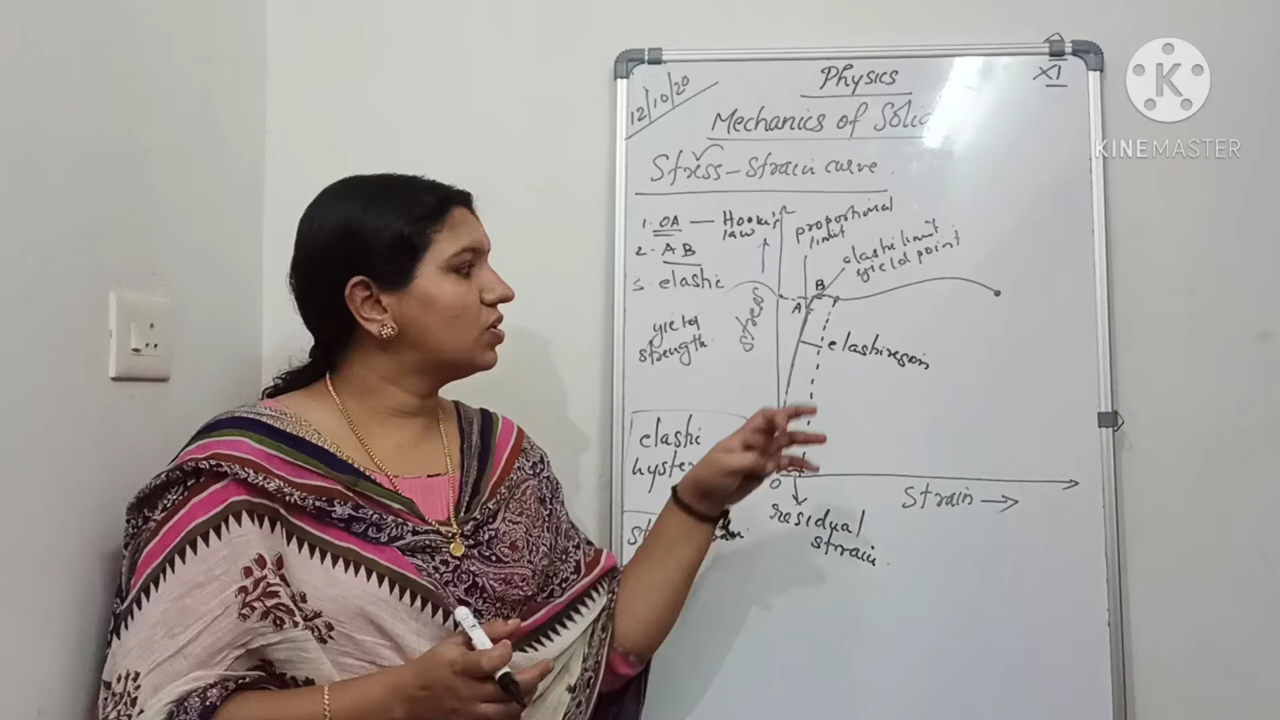 12/10/20
Physics
XI
Mechanics of Solid
Stress - Strain curve
1. OA — Hooke's law
2. AB
3. elastic
yield
strength.
elastic
hyster
stress
proportional
limit
elastic limit
yield point
A
B
elastic region
O
Strain →
residual
strain.
KINEMASTER